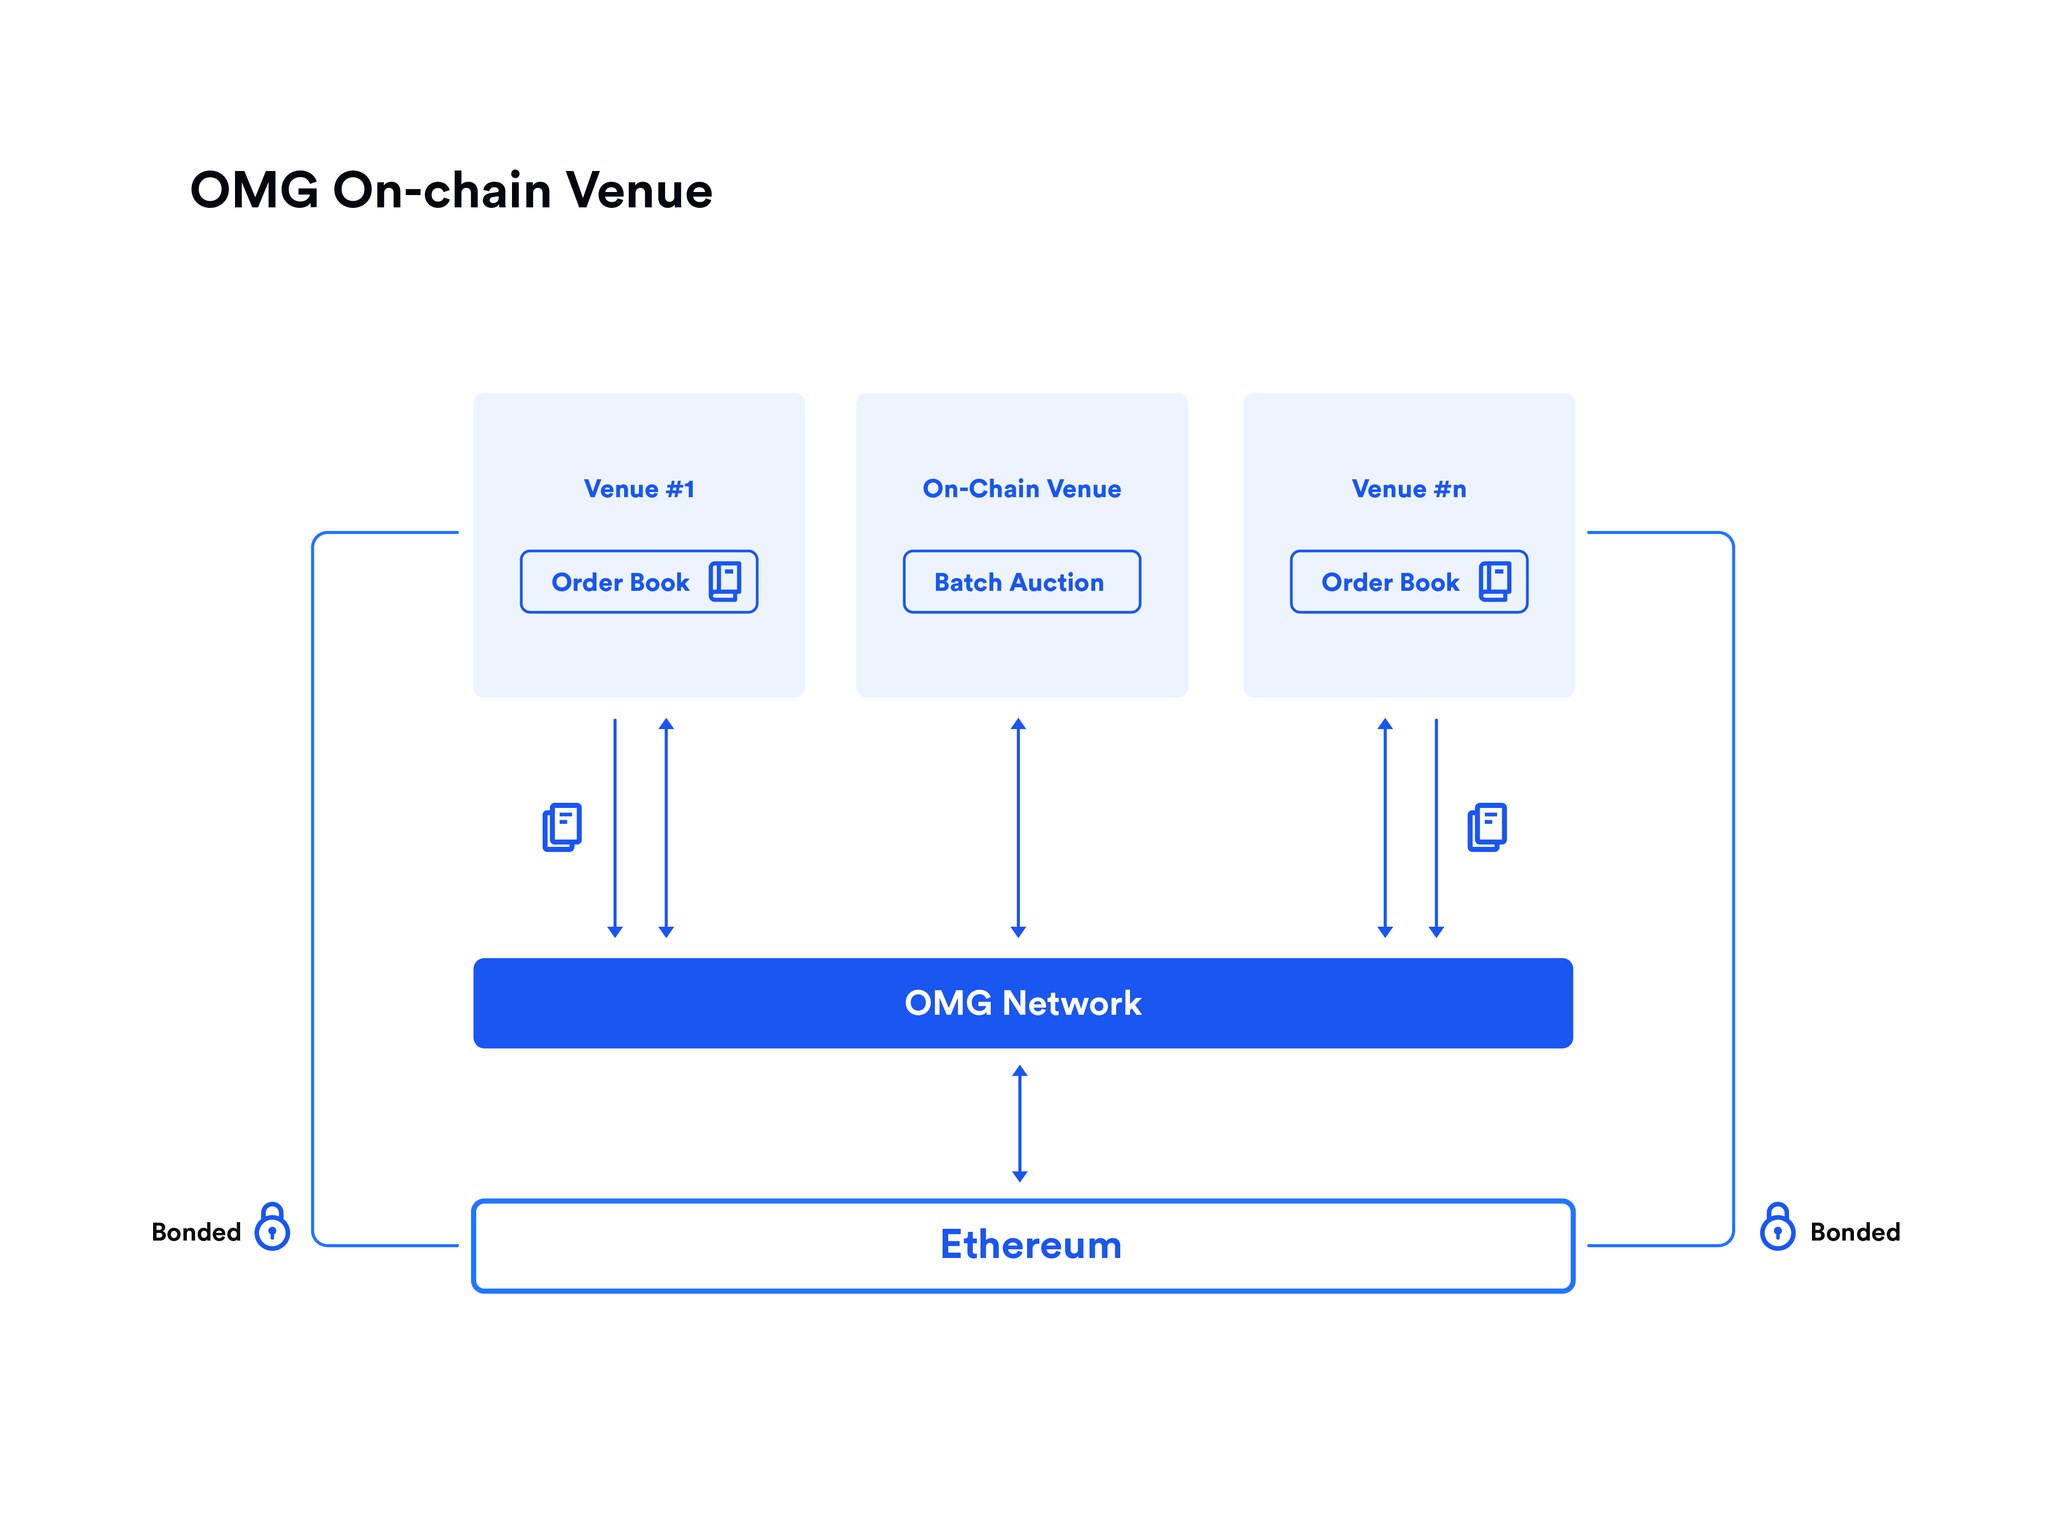 OMG On-chain Venue
Venue #1
On-Chain Venue
Venue #n
Order Book
Batch Auction
Order Book
OMG Network
Bonded
Ethereum
Bonded